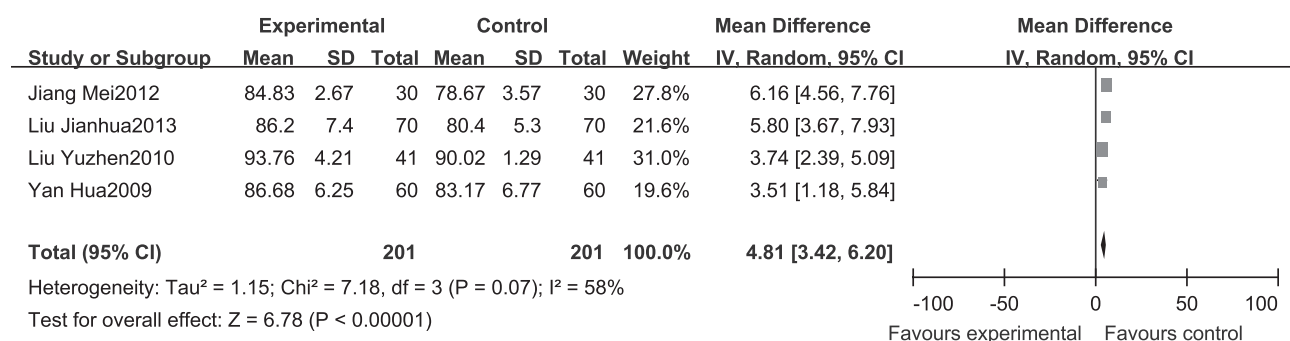 Experimental Control Mean Difference Mean Difference
Study or Subgroup Mean SD Total Mean SD Total Weight IV, Random, 95% CI IV, Random, 95% CI
Jiang Mei2012 84.83 2.67 30 78.67 3.57 30 27.8% 6.16 [4.56, 7.76]
Liu Jianhua2013 86.2 7.4 70 80.4 5.3 70 21.6% 5.80 [3.67, 7.93]
Liu Yuzhen2010 93.76 4.21 41 90.02 1.29 41 31.0% 3.74 [2.39, 5.09]
Yan Hua2009 86.68 6.25 60 83.17 6.77 60 19.6% 3.51 [1.18, 5.84]
Total (95% CI) 201 201 100.0% 4.81 [3.42, 6.20]
Heterogeneity: Tau² = 1.15; Chi² = 7.18, df = 3 (P = 0.07); I² = 58%
Test for overall effect: Z = 6.78 (P < 0.00001)
-100 -50 0 50 100
Favours experimental Favours control